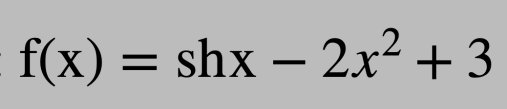 f(x) = shx − 2x² + 3